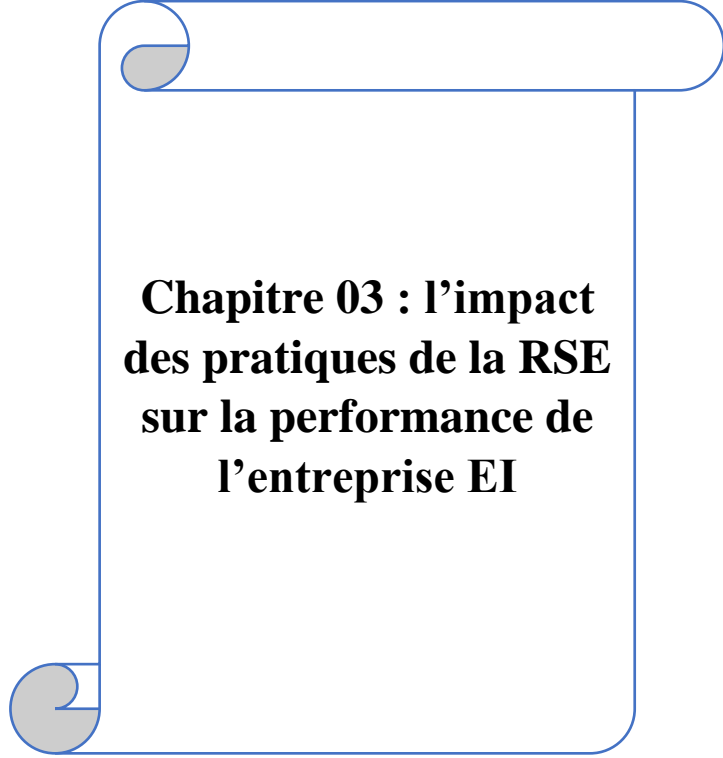 Chapitre 03 : l’impact
des pratiques de la RSE
sur la performance de
l’entreprise EI